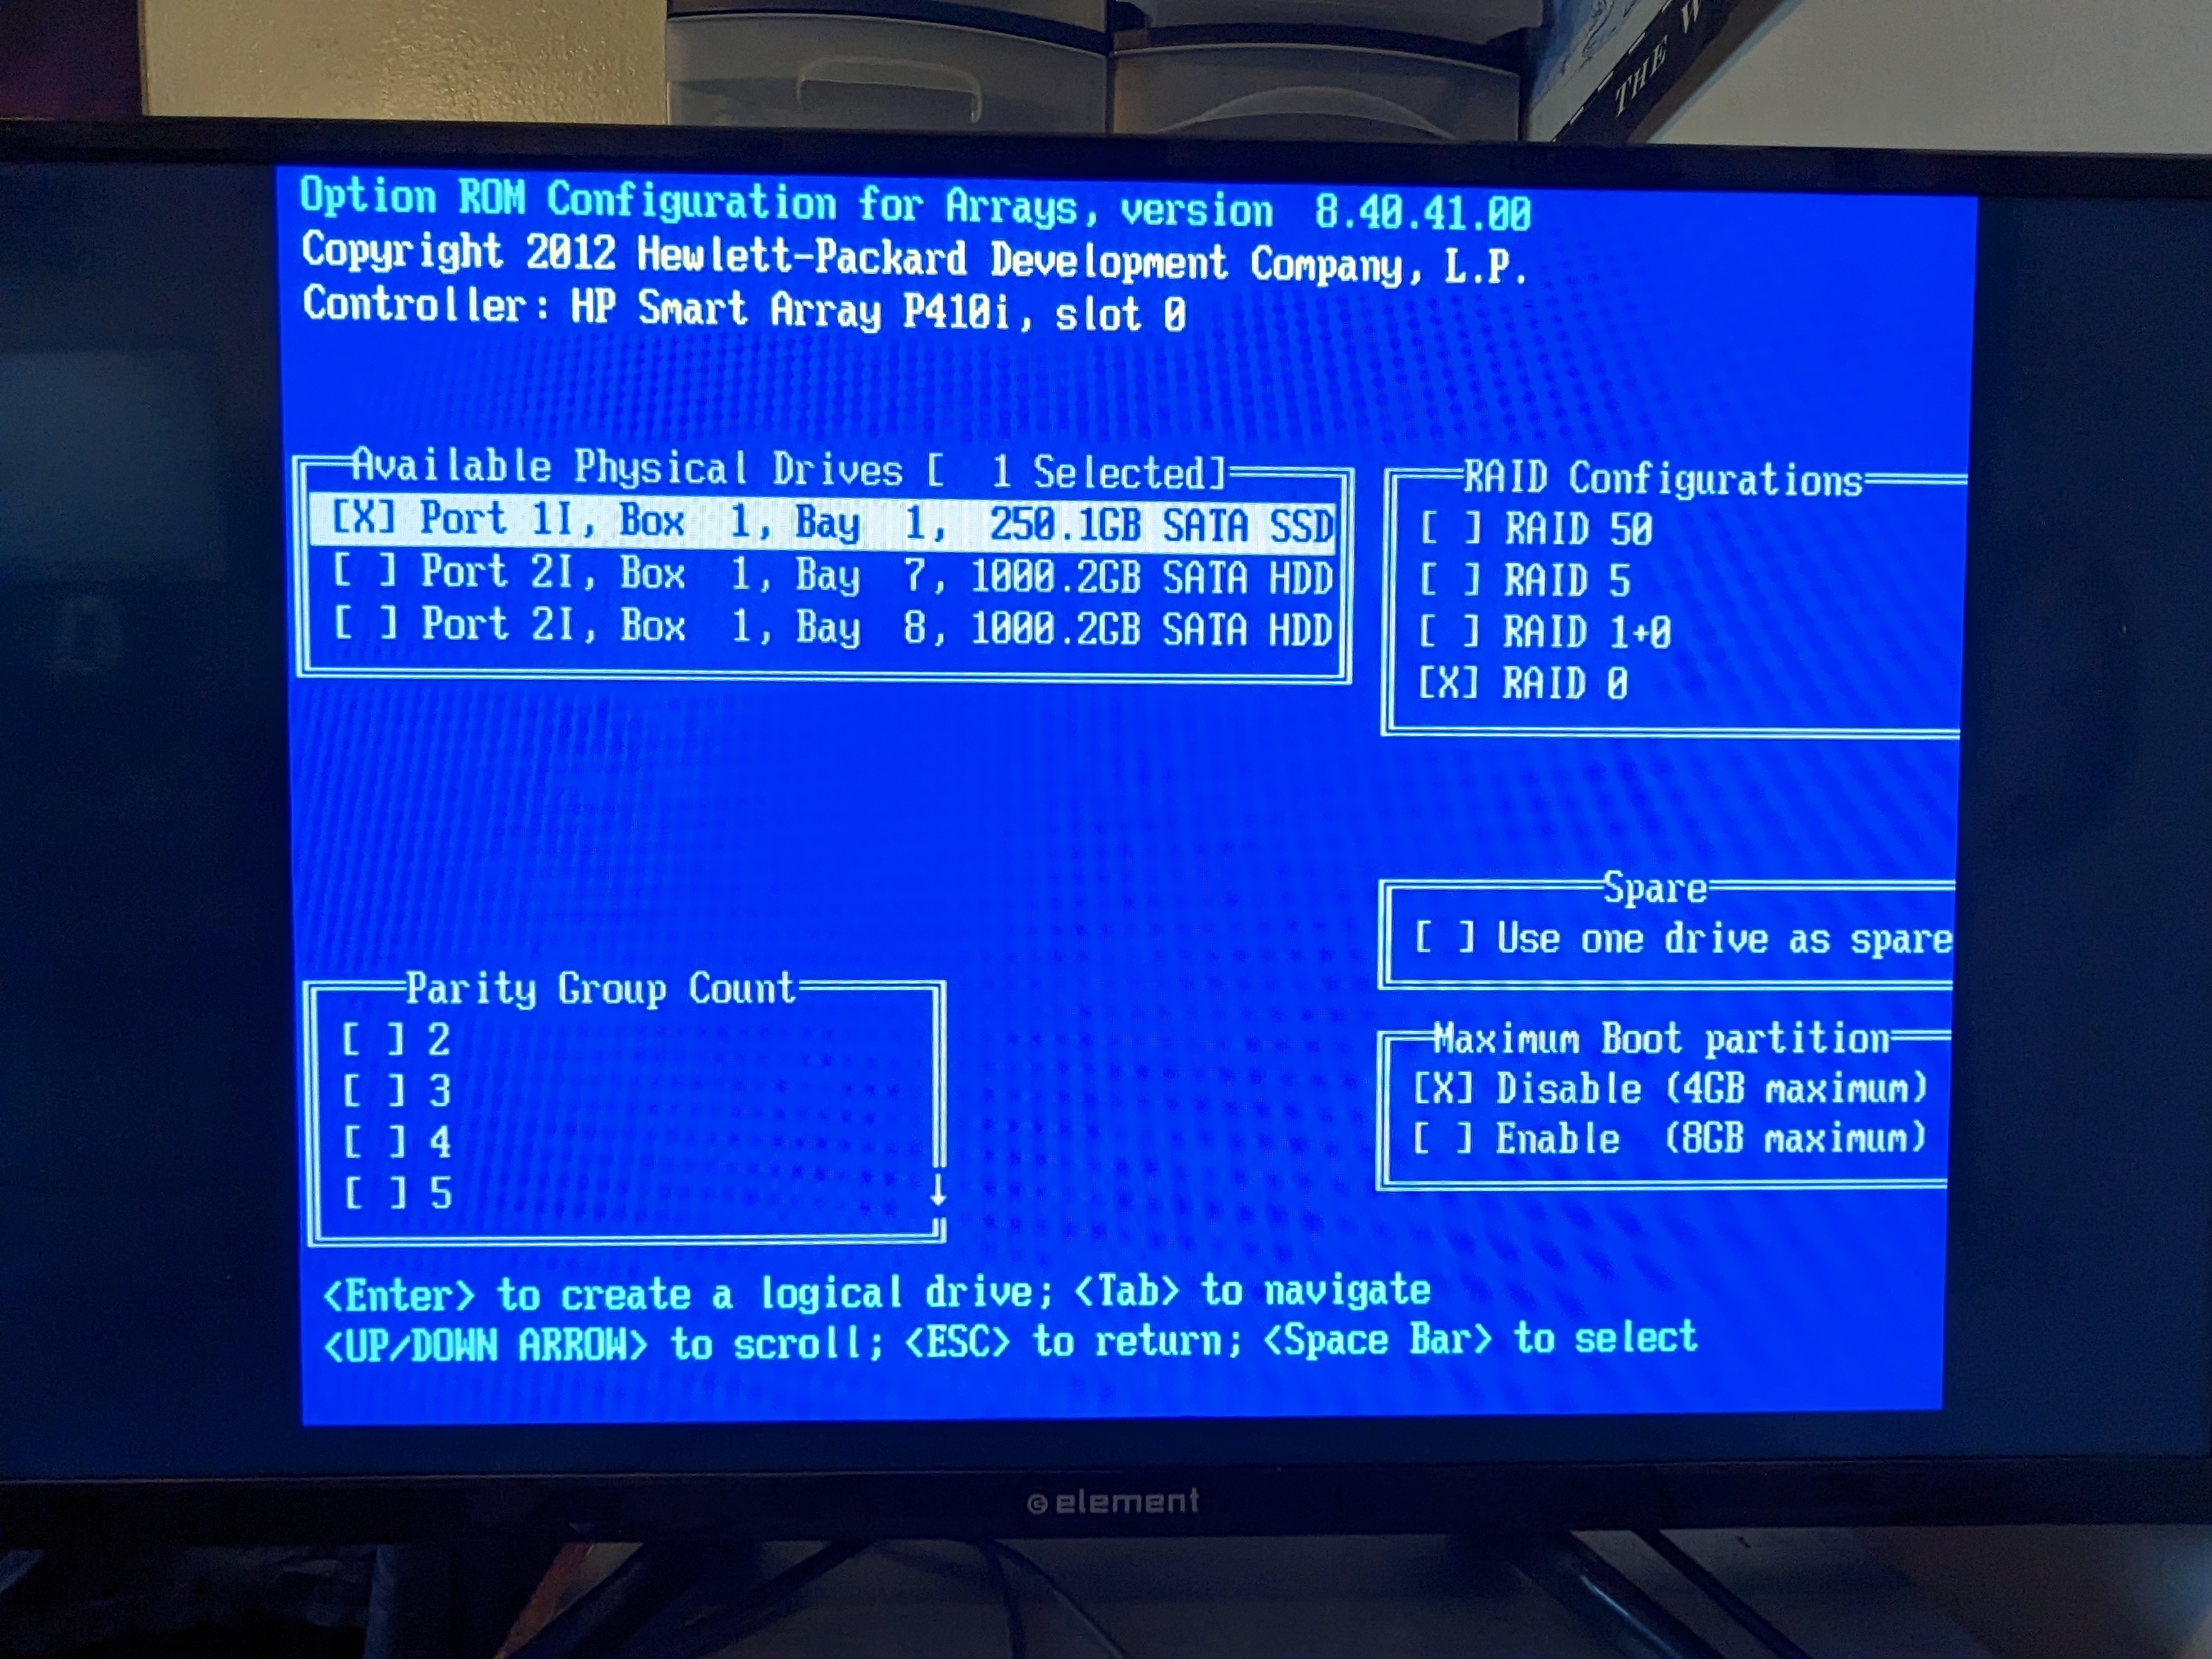 THE W
Option ROM Configuration for Arrays, version 8.40.41.00
Copyright 2012 Hewlett-Packard Development Company, L.P.
Controller: HP Smart Array P410i, slot 0
Available Physical Drives [ 1 Selected]
[X] Port 1I, Box 1, Bay 1, 250.1GB SATA SSD
[ ] Port 2I, Box 1, Bay 7, 1000.2GB SATA HDD
[ ] Port 2I, Box 1, Bay 8, 1000.2GB SATA HDD
RAID Configurations
[ ] RAID 50
[ ] RAID 5
[ ] RAID 1+0
[X] RAID 0
Spare
[ ] Use one drive as spare
Parity Group Count
[ ] 2
[ ] 3
[ ] 4
[ ] 5
Maximum Boot partition
[X] Disable (4GB maximum)
[ ] Enable (8GB maximum)
<Enter> to create a logical drive; <Tab> to navigate
<UP/DOWN ARROW> to scroll; <ESC> to return; <Space Bar> to select
element